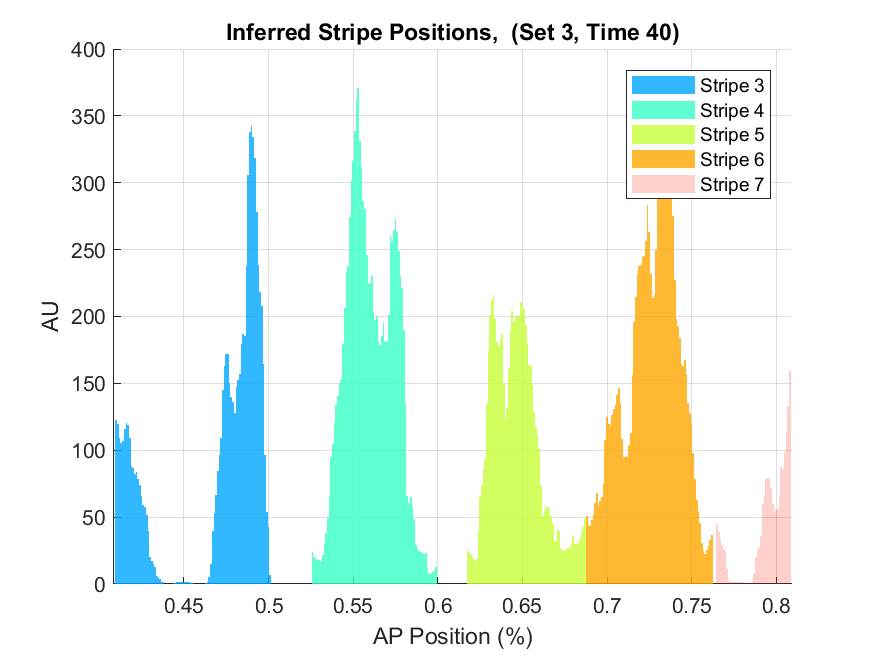 Inferred Stripe Positions,  (Set 3, Time 40)
400
350
300
250
200
150
100
50
0
AU
Stripe 3
Stripe 4
Stripe 5
Stripe 6
Stripe 7
0.45 0.5 0.55 0.6 0.65 0.7 0.75 0.8
AP Position (%)